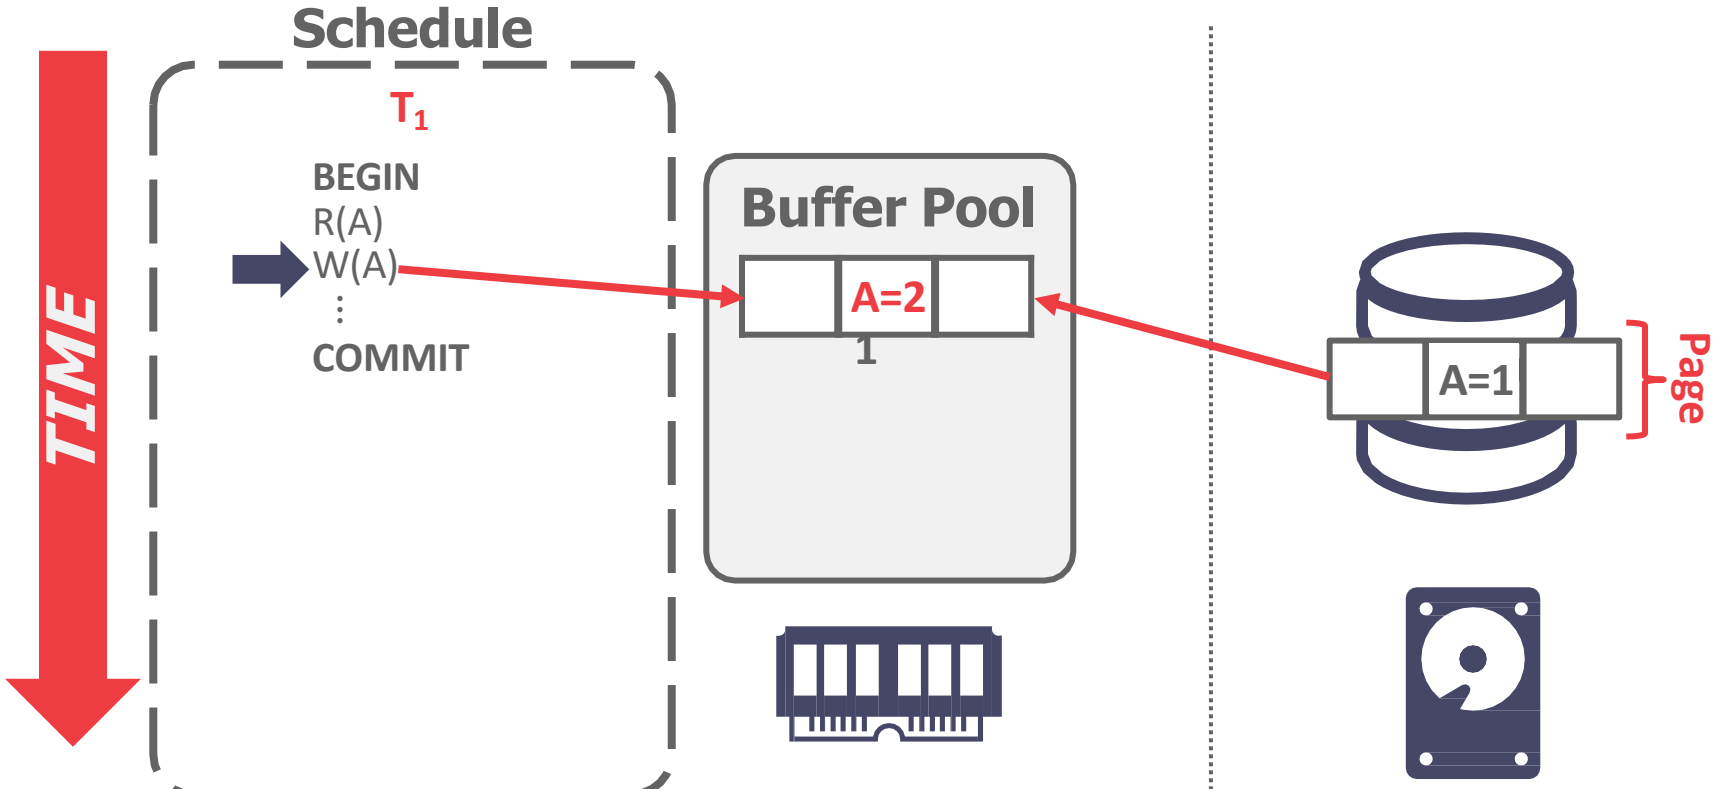 Schedule
T₁
BEGIN
R(A)
W(A)
⋮
COMMIT
TIME
Buffer Pool
A=2
1
A=1
Page